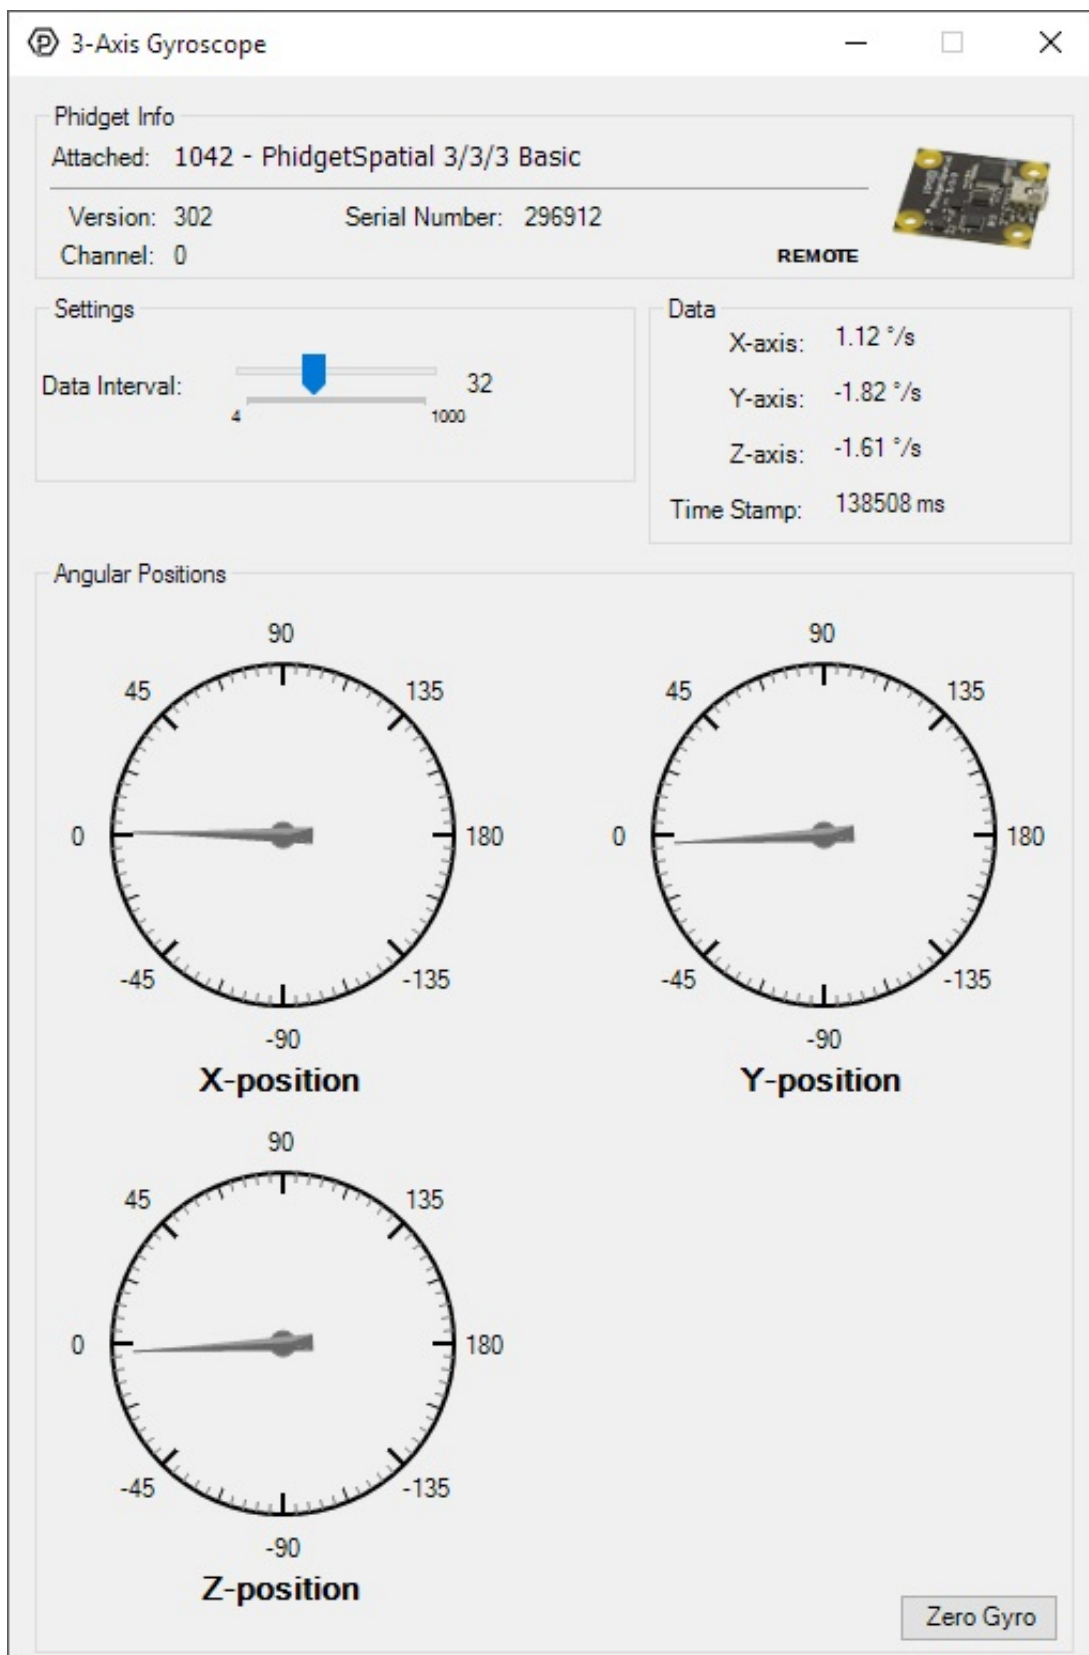 3-Axis Gyroscope
Phidget Info
Attached: 1042 - PhidgetSpatial 3/3/3 Basic
Version: 302 Serial Number: 296912
Channel: 0
REMOTE
Settings
Data Interval: 32
4 1000
Data
X-axis: 1.12 °/s
Y-axis: -1.82 °/s
Z-axis: -1.61 °/s
Time Stamp: 138508 ms
Angular Positions
90
45 135
0 180
-45 -135
-90
X-position
90
45 135
0 180
-45 -135
-90
Y-position
90
45 135
0 180
-45 -135
-90
Z-position
Zero Gyro